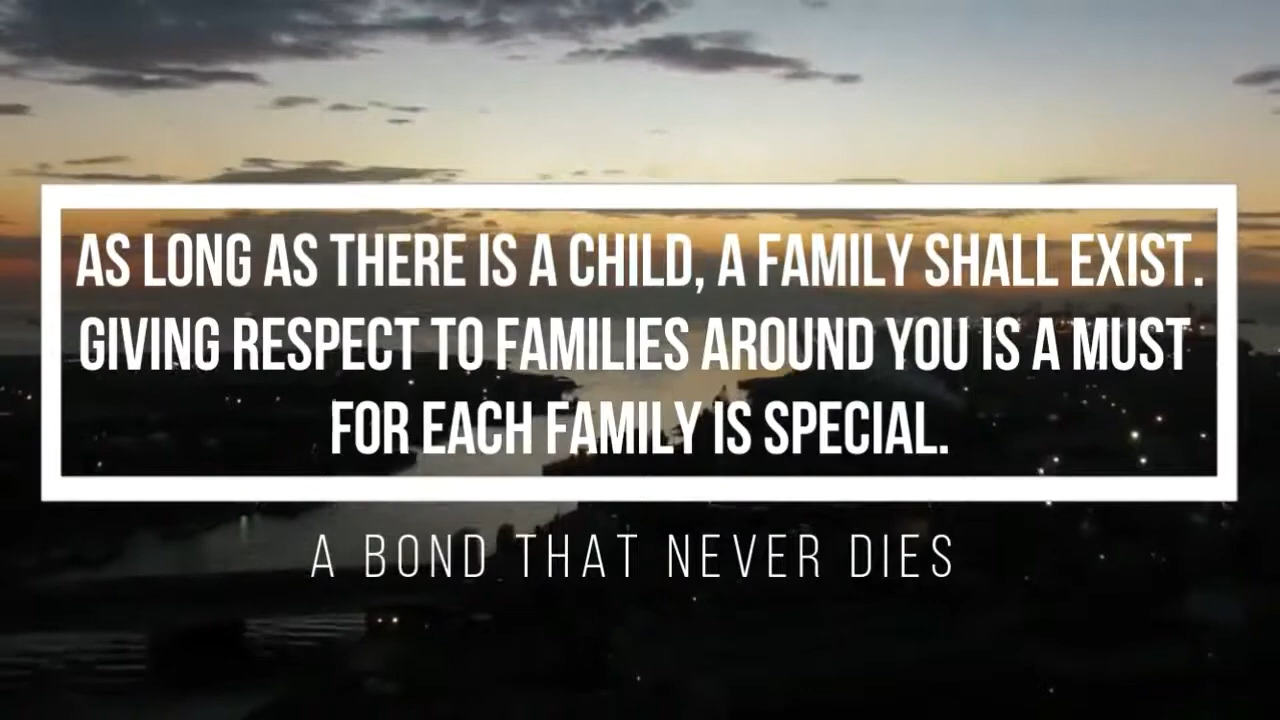 AS LONG AS THERE IS A CHILD, A FAMILY SHALL EXIST.
GIVING RESPECT TO FAMILIES AROUND YOU IS A MUST
FOR EACH FAMILY IS SPECIAL.
A BOND THAT NEVER DIES